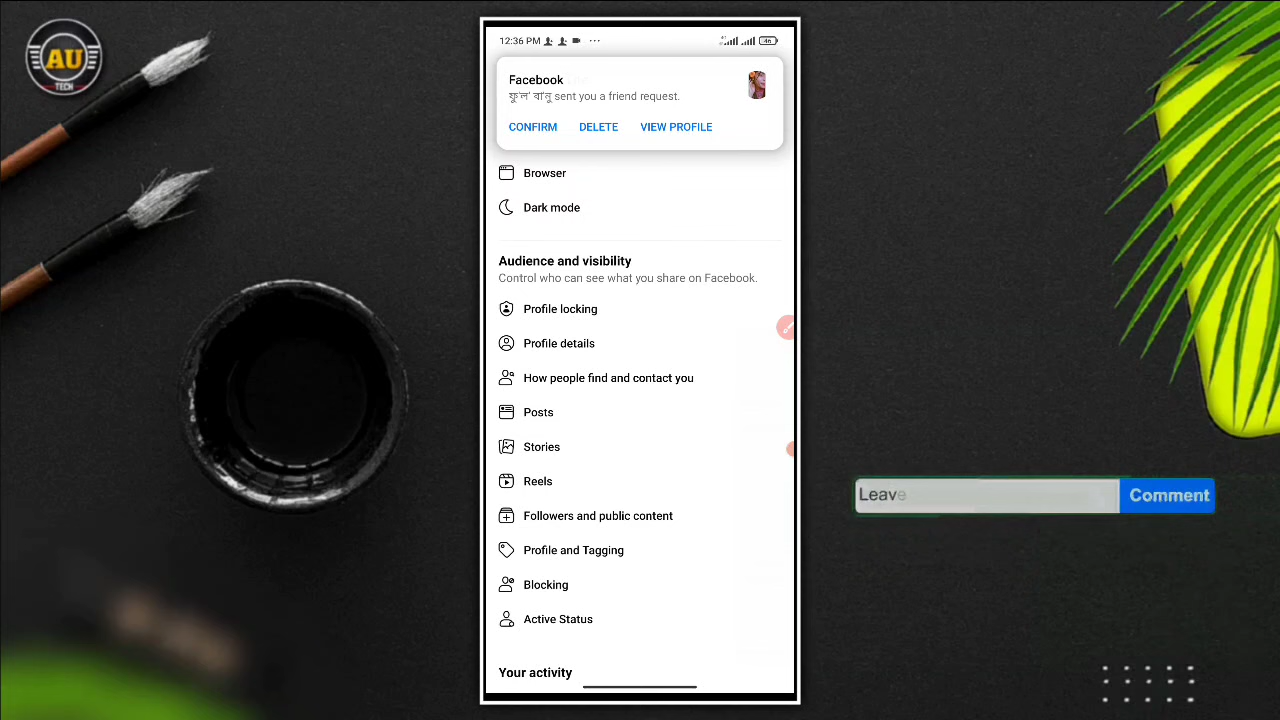 AU
TECH
12:36 PM
46
Facebook
ফু'ল' বা'নু sent you a friend request.
CONFIRM DELETE VIEW PROFILE
Browser
Dark mode
Audience and visibility
Control who can see what you share on Facebook.
Profile locking
Profile details
How people find and contact you
Posts
Stories
Reels
Followers and public content
Profile and Tagging
Blocking
Active Status
Your activity
Leave
Comment